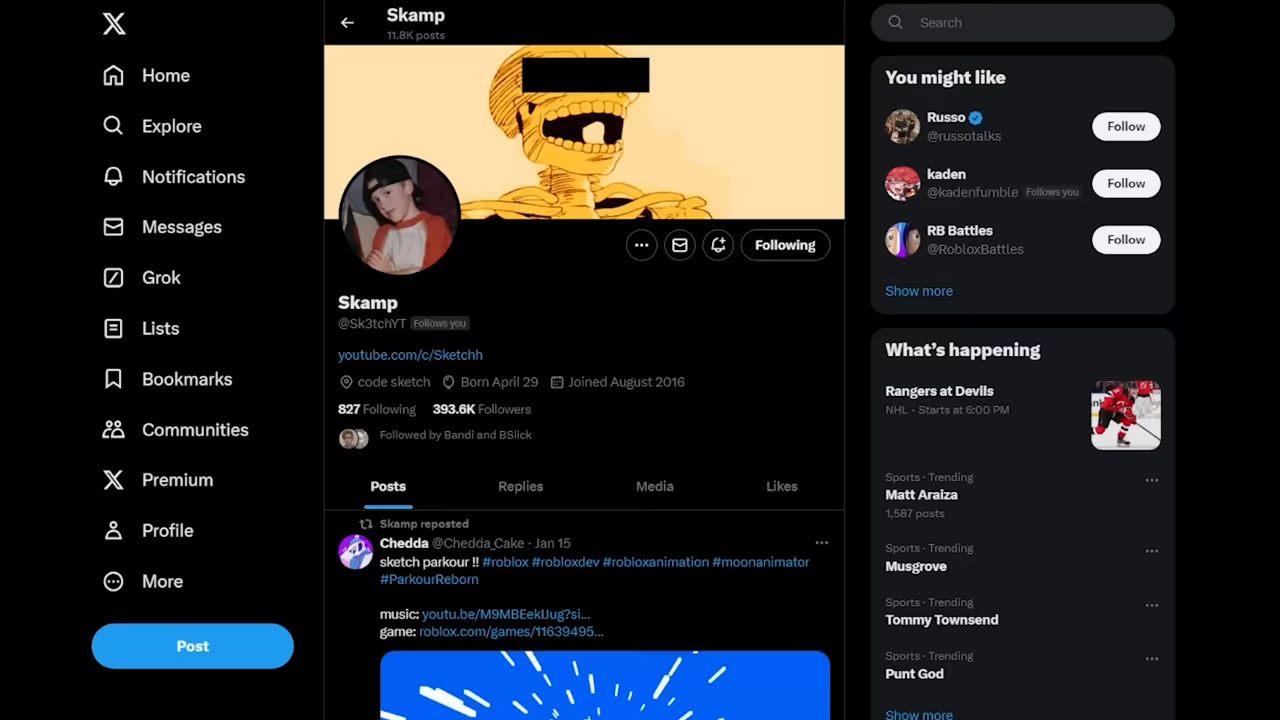 Home
Explore
Notifications
Messages
Grok
Lists
Bookmarks
Communities
Premium
Profile
More
Post
Skamp
11.8K posts
Following
Skamp
@Sk3tchYT Follows you
youtube.com/c/Sketchh
code sketch Born April 29 Joined August 2016
827 Following 393.6K Followers
Followed by Bandi and BSlick
Posts Replies Media Likes
Skamp reposted
Chedda @Chedda_Cake · Jan 15
sketch parkour !! #roblox #robloxdev #robloxanimation #moonanimator
#ParkourReborn
music: youtu.be/M9MBEekIJug?si...
game: roblox.com/games/11639495...
Search
You might like
Russo
@russotalks
Follow
kaden
@kadenfumble Follows you
Follow
RB Battles
@RobloxBattles
Follow
Show more
What's happening
Rangers at Devils
NHL · Starts at 6:00 PM
Sports · Trending
Matt Araiza
1,587 posts
Sports · Trending
Musgrove
Sports · Trending
Tommy Townsend
Sports · Trending
Punt God
Show more